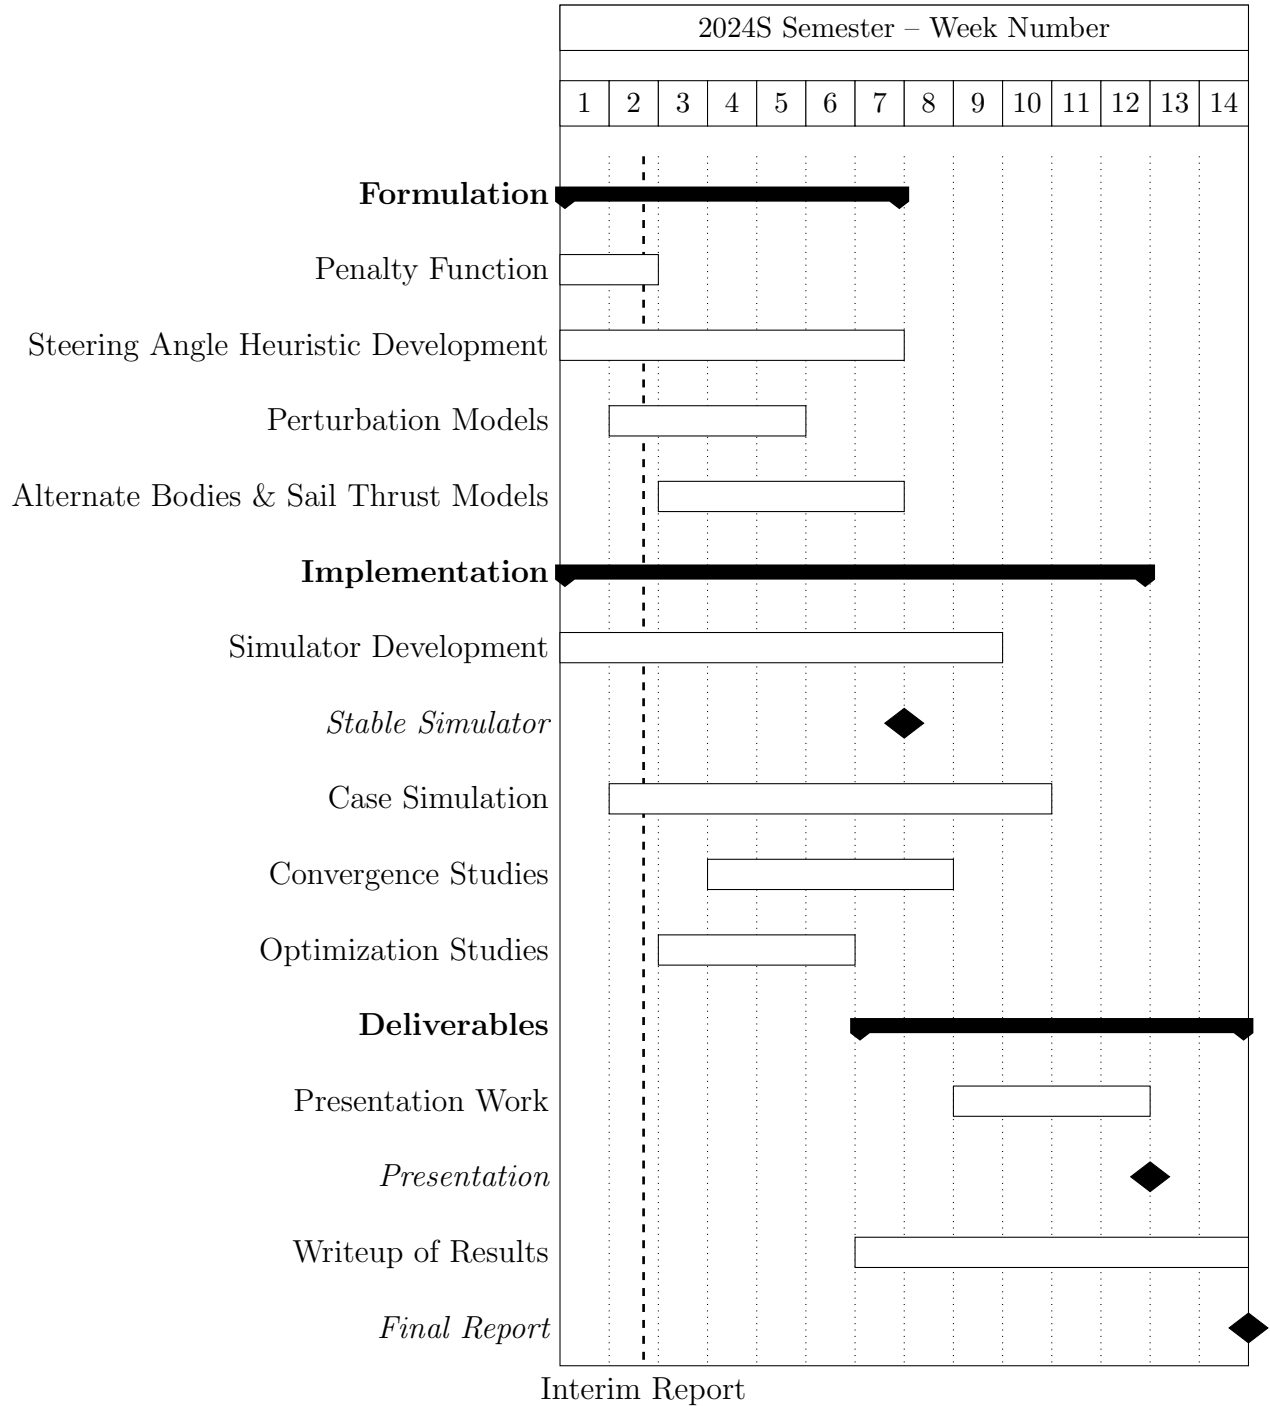 2024S Semester – Week Number
1 2 3 4 5 6 7 8 9 10 11 12 13 14
Formulation
Penalty Function
Steering Angle Heuristic Development
Perturbation Models
Alternate Bodies & Sail Thrust Models
Implementation
Simulator Development
Stable Simulator
Case Simulation
Convergence Studies
Optimization Studies
Deliverables
Presentation Work
Presentation
Writeup of Results
Final Report
Interim Report